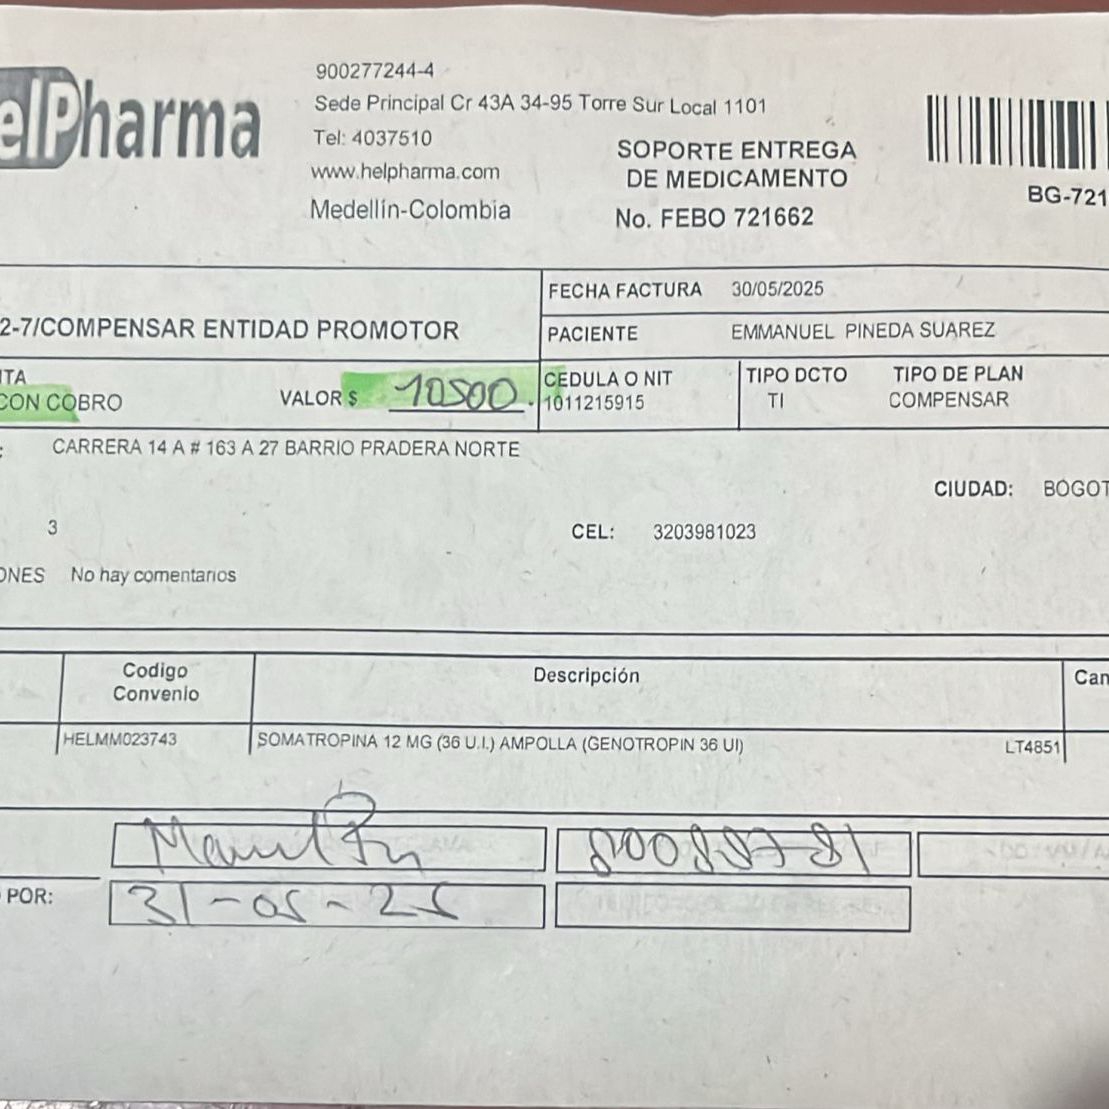 elPharma
900277244-4
Sede Principal Cr 43A 34-95 Torre Sur Local 1101
Tel: 4037510
www.helpharma.com
Medellín-Colombia
SOPORTE ENTREGA
DE MEDICAMENTO
No. FEBO 721662
BG-721
2-7/COMPENSAR ENTIDAD PROMOTOR
FECHA FACTURA 30/05/2025
PACIENTE EMMANUEL PINEDA SUAREZ
ITA
CON COBRO VALOR $ 10500
CEDULA O NIT TIPO DCTO TIPO DE PLAN
1011215915 TI COMPENSAR
: CARRERA 14 A # 163 A 27 BARRIO PRADERA NORTE
CIUDAD: BOGOT
3 CEL: 3203981023
ONES No hay comentarios
Codigo Convenio Descripción Can
HELMM023743 SOMATROPINA 12 MG (36 U.I.) AMPOLLA (GENOTROPIN 36 UI) LT4851
POR: 31-05-25